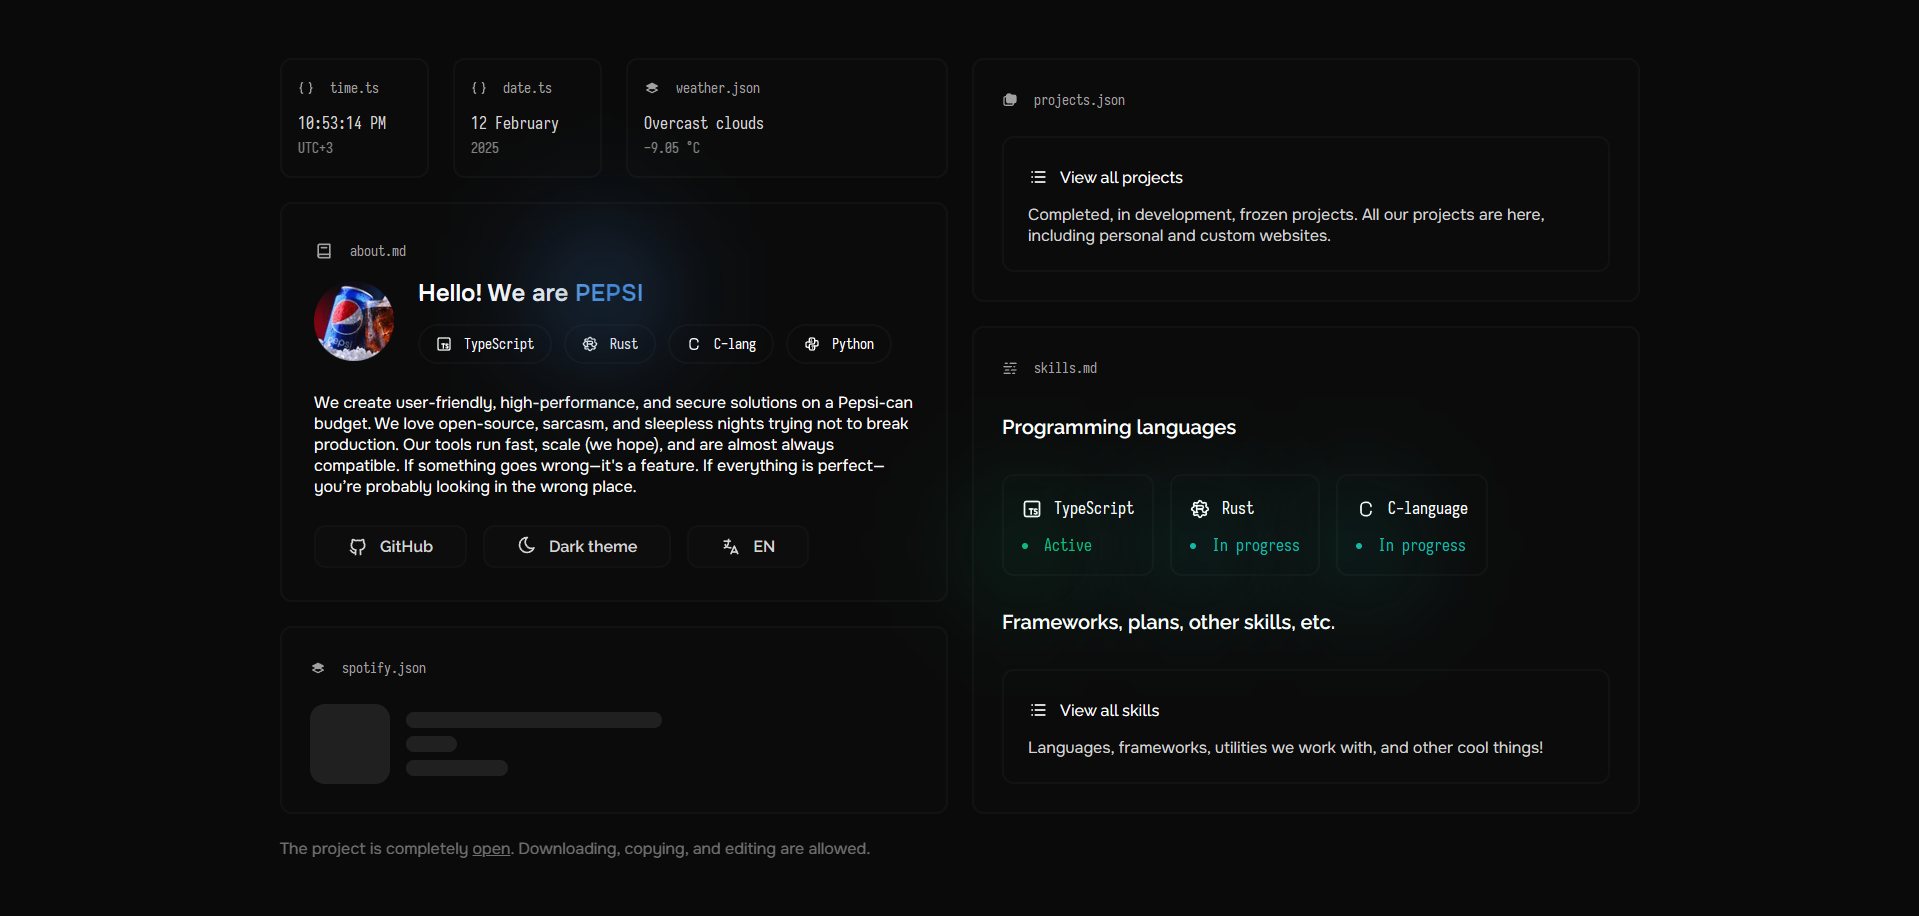 time.ts
10:53:14 PM
UTC+3
date.ts
12 February
2025
weather.json
Overcast clouds
-9.05 °C
about.md
pepsi
Hello! We are PEPSI
TypeScript
Rust
C-lang
Python
We create user-friendly, high-performance, and secure solutions on a Pepsi-can
budget. We love open-source, sarcasm, and sleepless nights trying not to break
production. Our tools run fast, scale (we hope), and are almost always
compatible. If something goes wrong—it's a feature. If everything is perfect—
you’re probably looking in the wrong place.
GitHub
Dark theme
EN
spotify.json
projects.json
View all projects
Completed, in development, frozen projects. All our projects are here,
including personal and custom websites.
skills.md
Programming languages
TypeScript
Active
Rust
In progress
C-language
In progress
Frameworks, plans, other skills, etc.
View all skills
Languages, frameworks, utilities we work with, and other cool things!
The project is completely open. Downloading, copying, and editing are allowed.